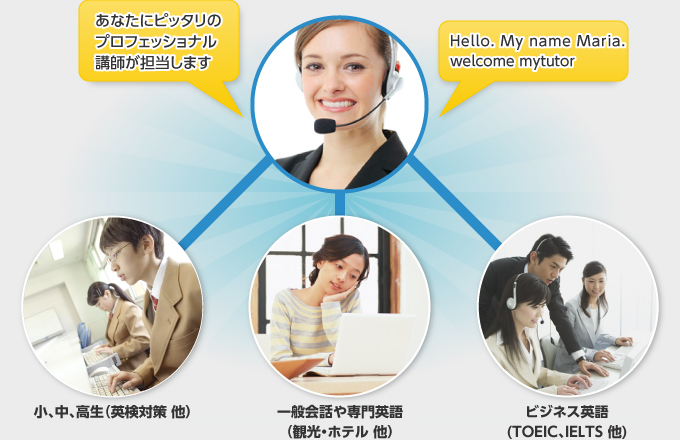 あなたにピッタリの
プロフェッショナル
講師が担当します
Hello. My name Maria.
welcome mytutor
小、中、高生（英検対策 他）
一般会話や専門英語
（観光・ホテル 他）
ビジネス英語
（TOEIC、IELTS 他）